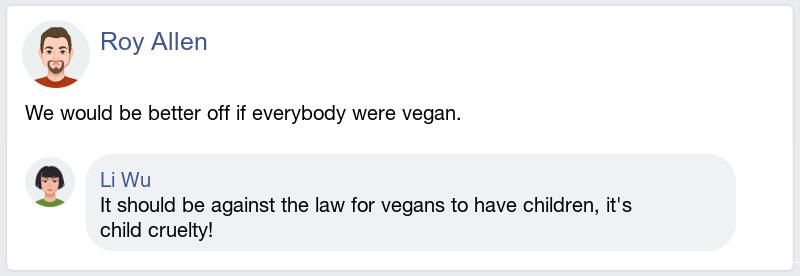 Roy Allen
We would be better off if everybody were vegan.
Li Wu
It should be against the law for vegans to have children, it's
child cruelty!